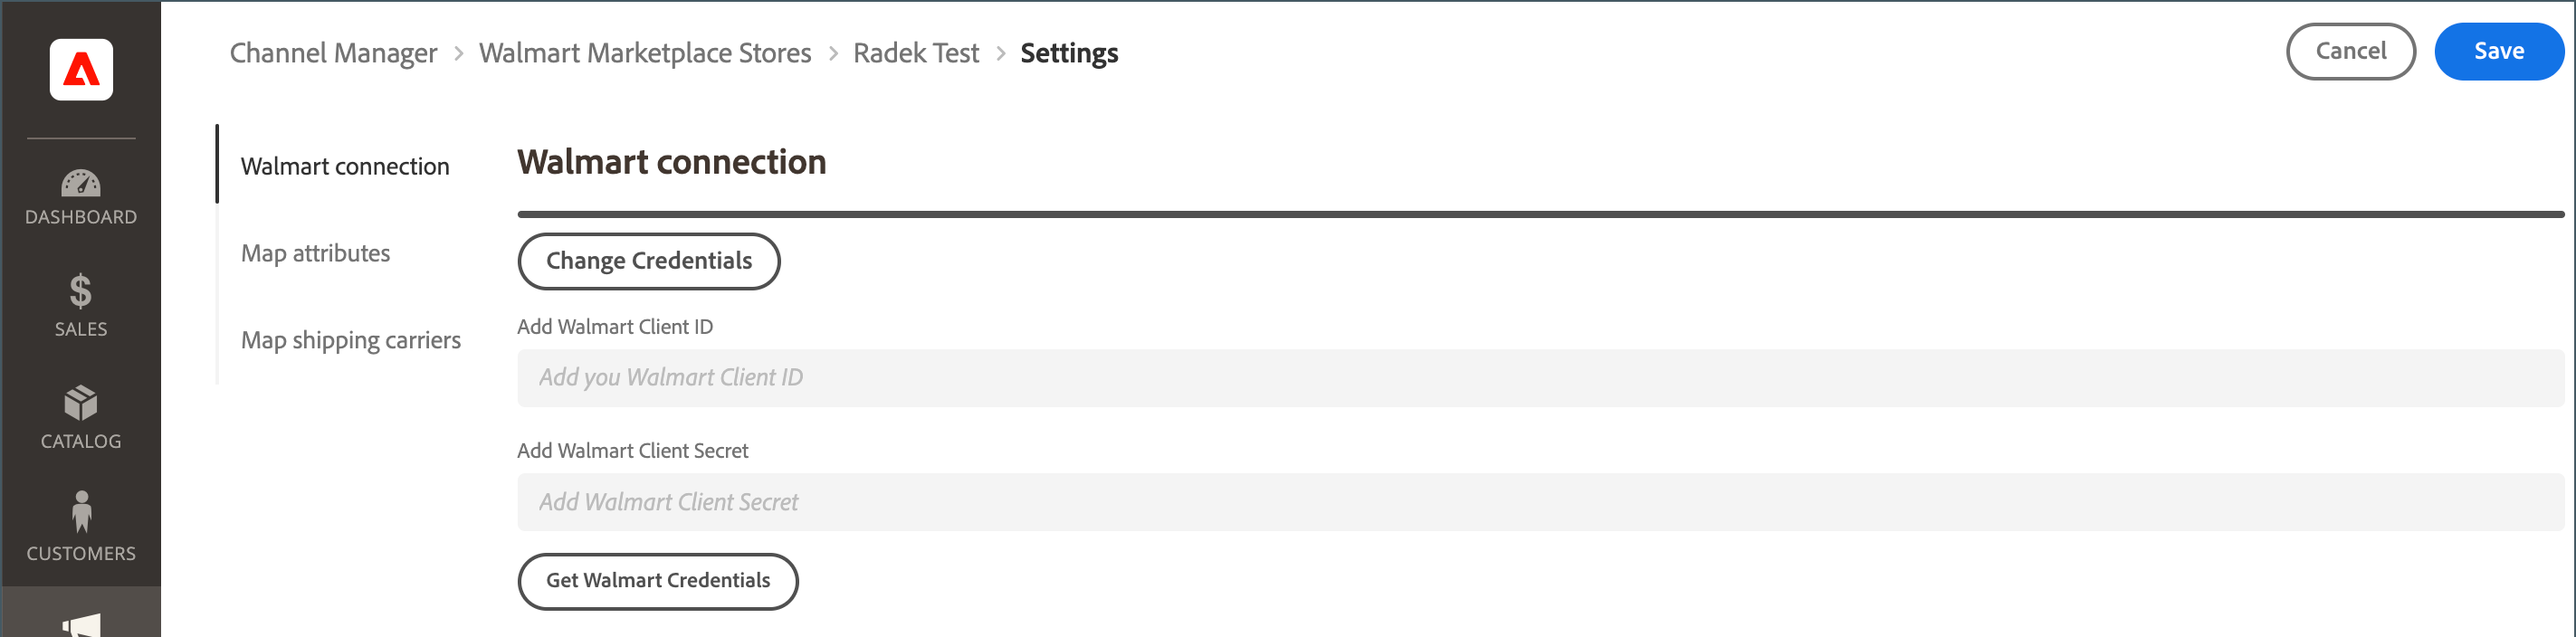 Channel Manager > Walmart Marketplace Stores > Radek Test > Settings
Cancel
Save
DASHBOARD
SALES
CATALOG
CUSTOMERS
Walmart connection
Map attributes
Map shipping carriers
Walmart connection
Change Credentials
Add Walmart Client ID
Add you Walmart Client ID
Add Walmart Client Secret
Add Walmart Client Secret
Get Walmart Credentials